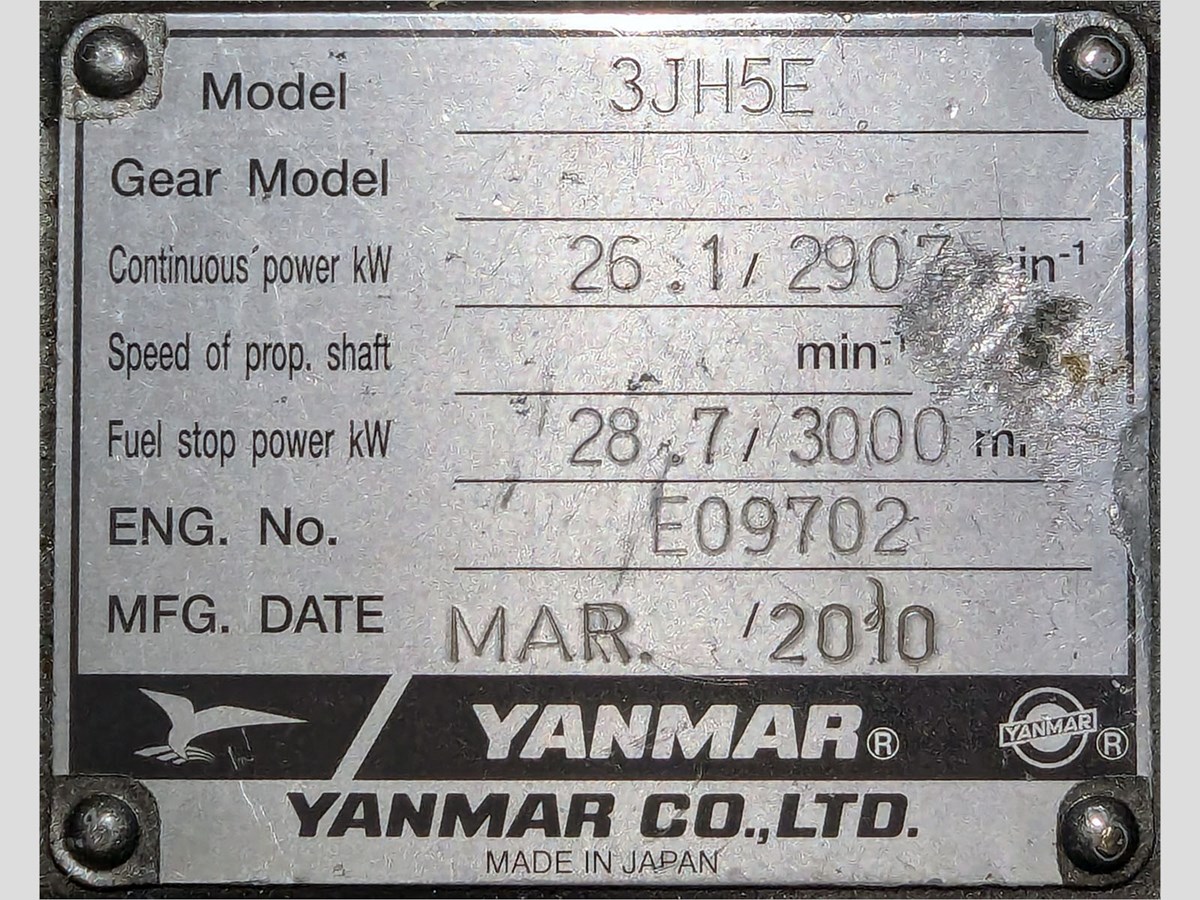 Model 3JH5E
Gear Model
Continuous power kW 26.1 / 2907 min⁻¹
Speed of prop. shaft min⁻¹
Fuel stop power kW 28.7 / 3000
ENG. No. E09702
MFG. DATE MAR. /2010
YANMAR® YANMAR®
YANMAR CO.,LTD.
MADE IN JAPAN